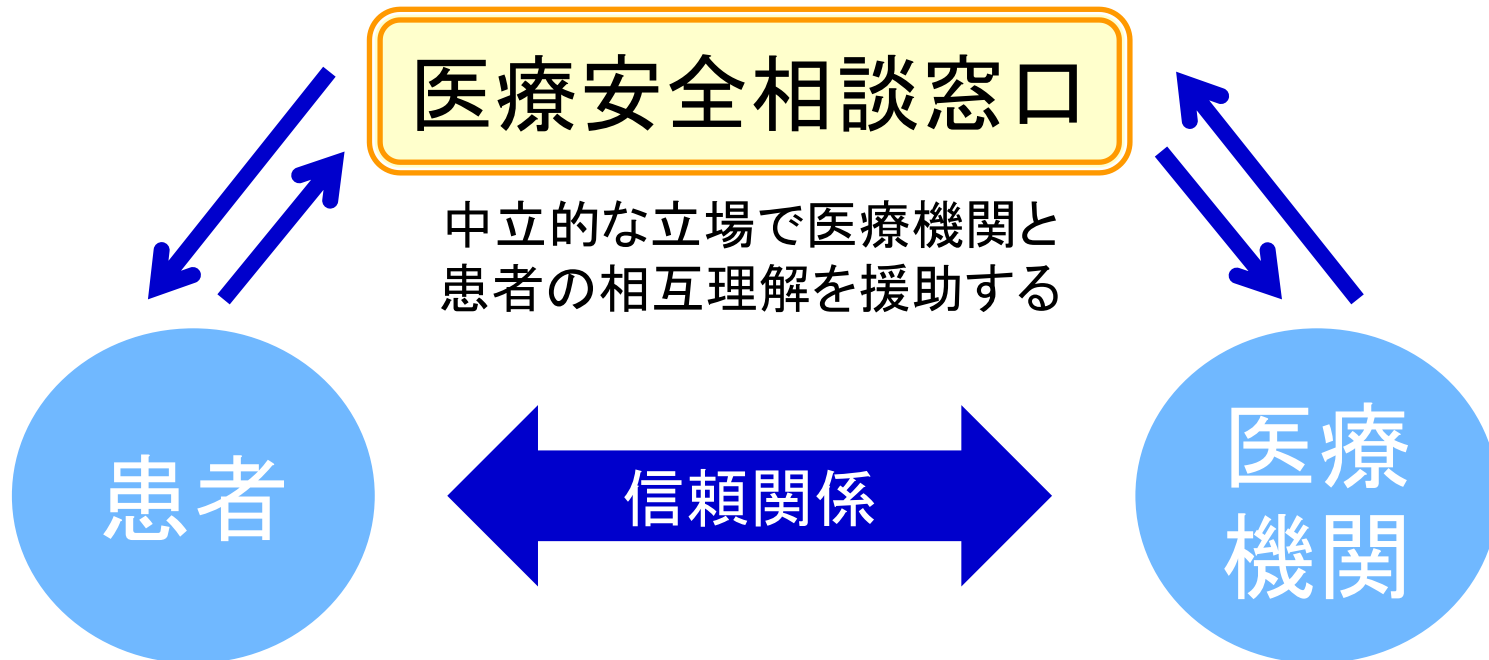 医療安全相談窓口
中立的な立場で医療機関と
患者の相互理解を援助する
患者
信頼関係
医療
機関